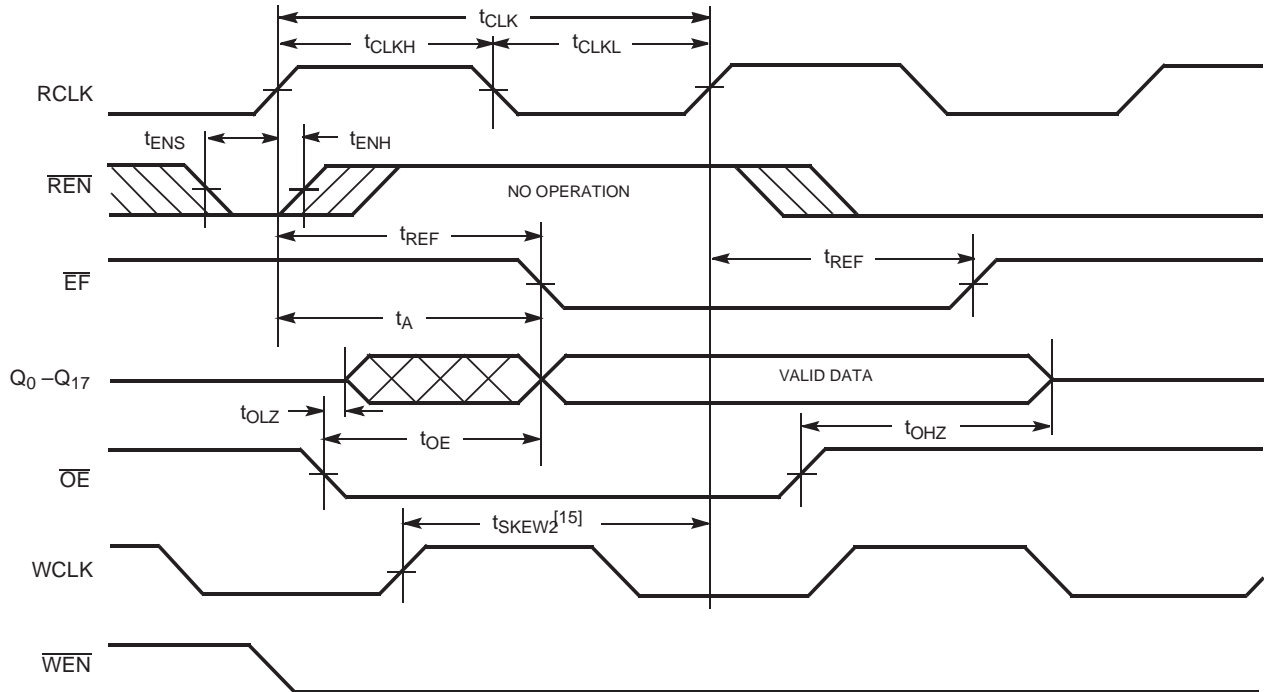 tCLK
tCLKH
tCLKL
RCLK
tENS
tENH
REN
NO OPERATION
tREF
tREF
EF
tA
Q0 –Q17
VALID DATA
tOLZ
tOE
tOHZ
OE
tSKEW2[15]
WCLK
WEN